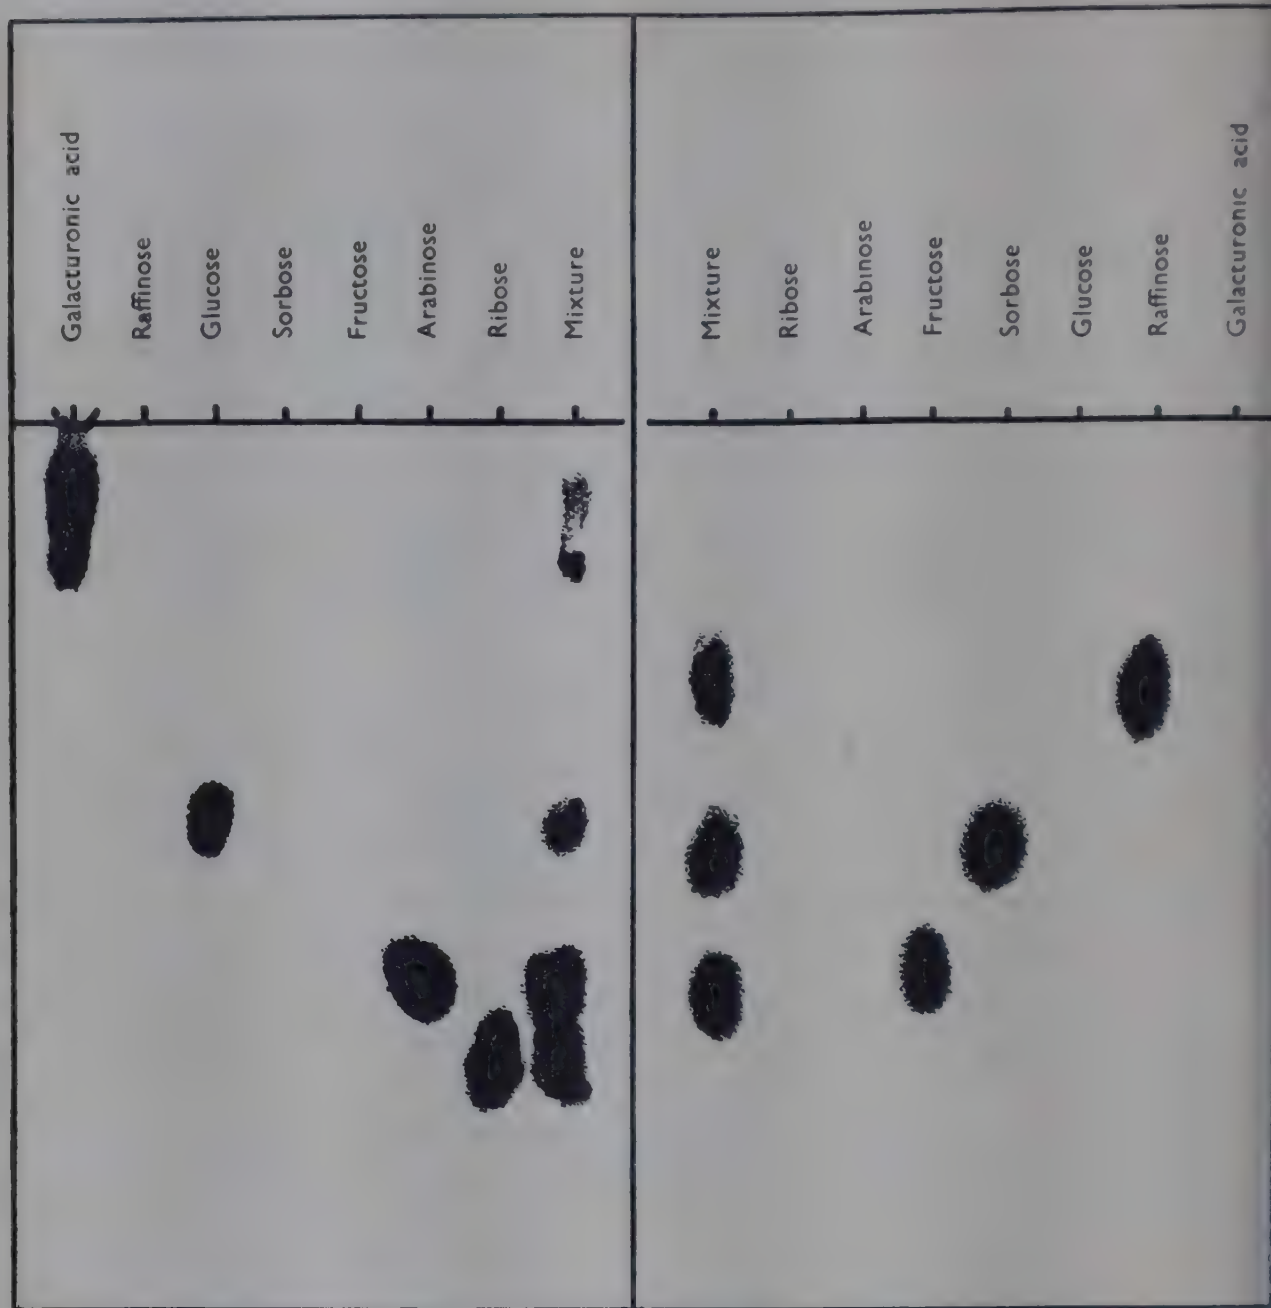 Galacturonic acid
Raffinose
Glucose
Sorbose
Fructose
Arabinose
Ribose
Mixture
Mixture
Ribose
Arabinose
Fructose
Sorbose
Glucose
Raffinose
Galacturonic acid